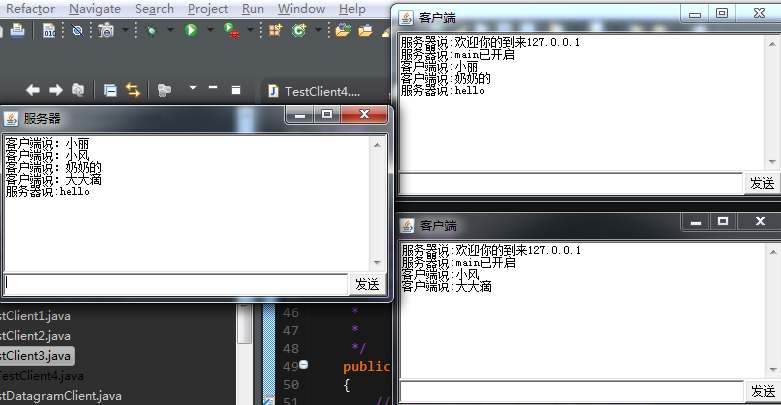 Refactor Navigate Search Project Run Window Help
TestClient4....
服务器
客户端说: 小丽
客户端说: 小风
客户端说: 奶奶的
客户端说: 大大滴
服务器说:hello
发送
客户端
服务器说:欢迎你的到来127.0.0.1
服务器说:main已开启
客户端说:小丽
客户端说:奶奶的
服务器说:hello
发送
客户端
服务器说:欢迎你的到来127.0.0.1
服务器说:main已开启
客户端说:小风
客户端说:大大滴
发送
stClient1.java
stClient2.java
stClient3.java
TestClient4.java
stDatagramClient.java
46 *
47 *
48 */
49 public
50 {
51 //